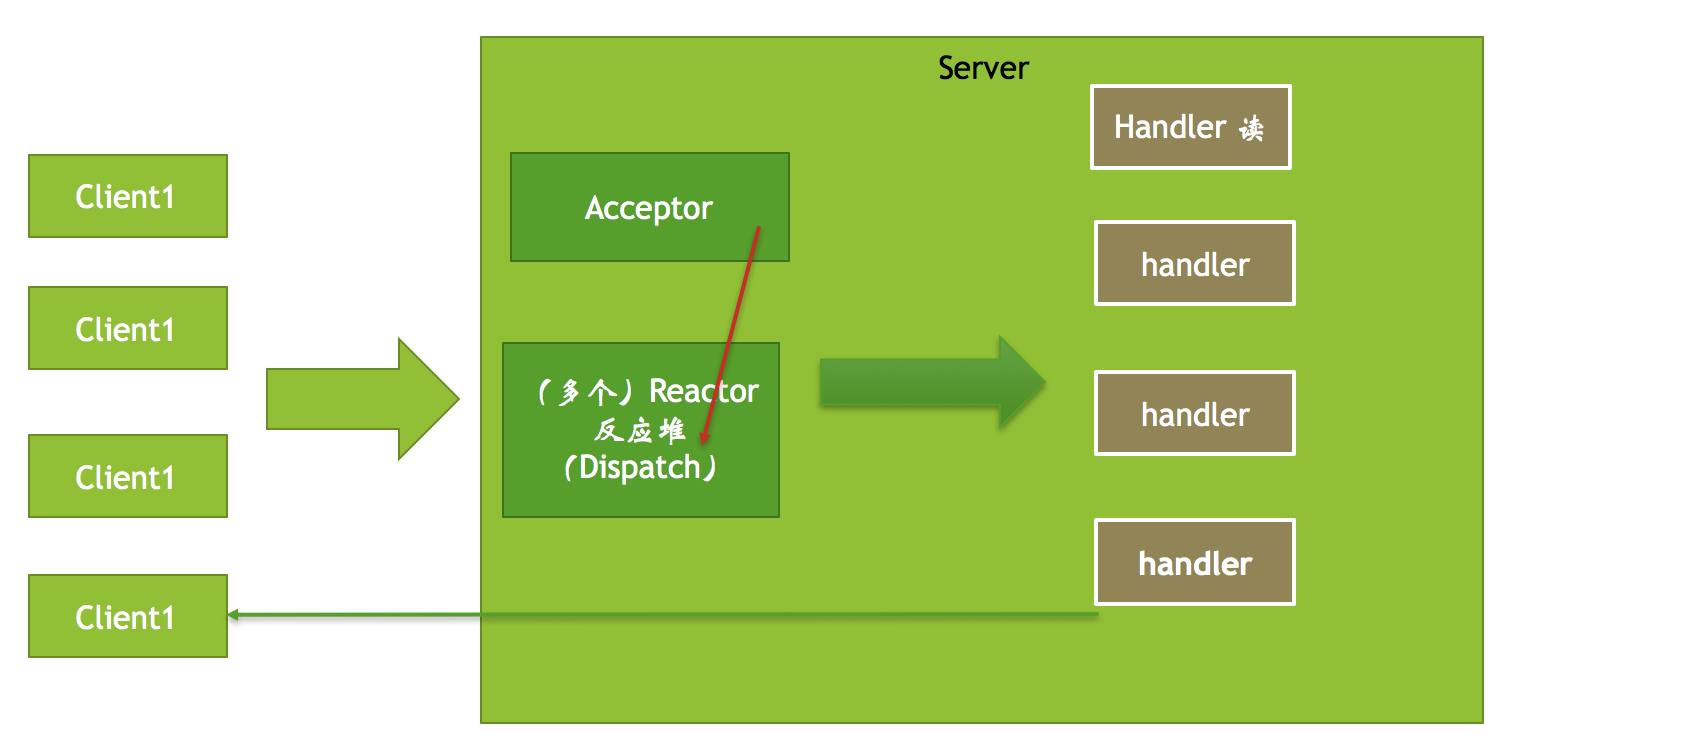 Server
Client1
Client1
Client1
Client1
Acceptor
（多个）Reactor
反应堆
（Dispatch）
Handler 读
handler
handler
handler